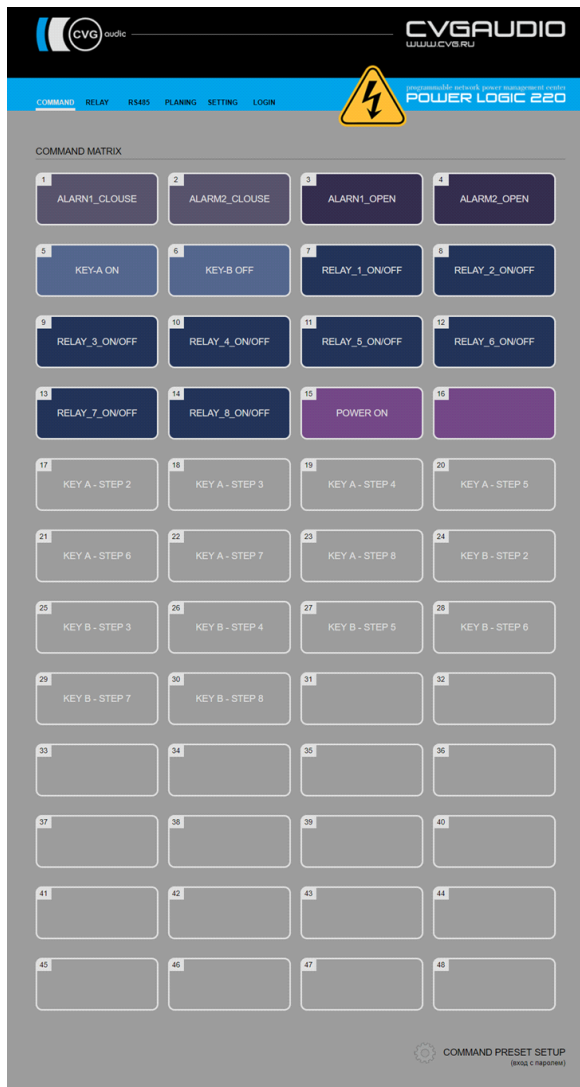 CVG audio
CVGAUDIO
WWW.CVG.RU
programmable network power management center
POWER LOGIC 220
COMMAND RELAY RS485 PLANING SETTING LOGIN
COMMAND MATRIX
1 2 3 4
ALARN1_CLOUSE ALARM2_CLOUSE ALARN1_OPEN ALARM2_OPEN
5 6 7 8
KEY-A ON KEY-B OFF RELAY_1_ON/OFF RELAY_2_ON/OFF
9 10 11 12
RELAY_3_ON/OFF RELAY_4_ON/OFF RELAY_5_ON/OFF RELAY_6_ON/OFF
13 14 15 16
RELAY_7_ON/OFF RELAY_8_ON/OFF POWER ON
17 18 19 20
KEY A - STEP 2 KEY A - STEP 3 KEY A - STEP 4 KEY A - STEP 5
21 22 23 24
KEY A - STEP 6 KEY A - STEP 7 KEY A - STEP 8 KEY B - STEP 2
25 26 27 28
KEY B - STEP 3 KEY B - STEP 4 KEY B - STEP 5 KEY B - STEP 6
29 30 31 32
KEY B - STEP 7 KEY B - STEP 8
33 34 35 36
37 38 39 40
41 42 43 44
45 46 47 48
COMMAND PRESET SETUP
(вход с паролем)